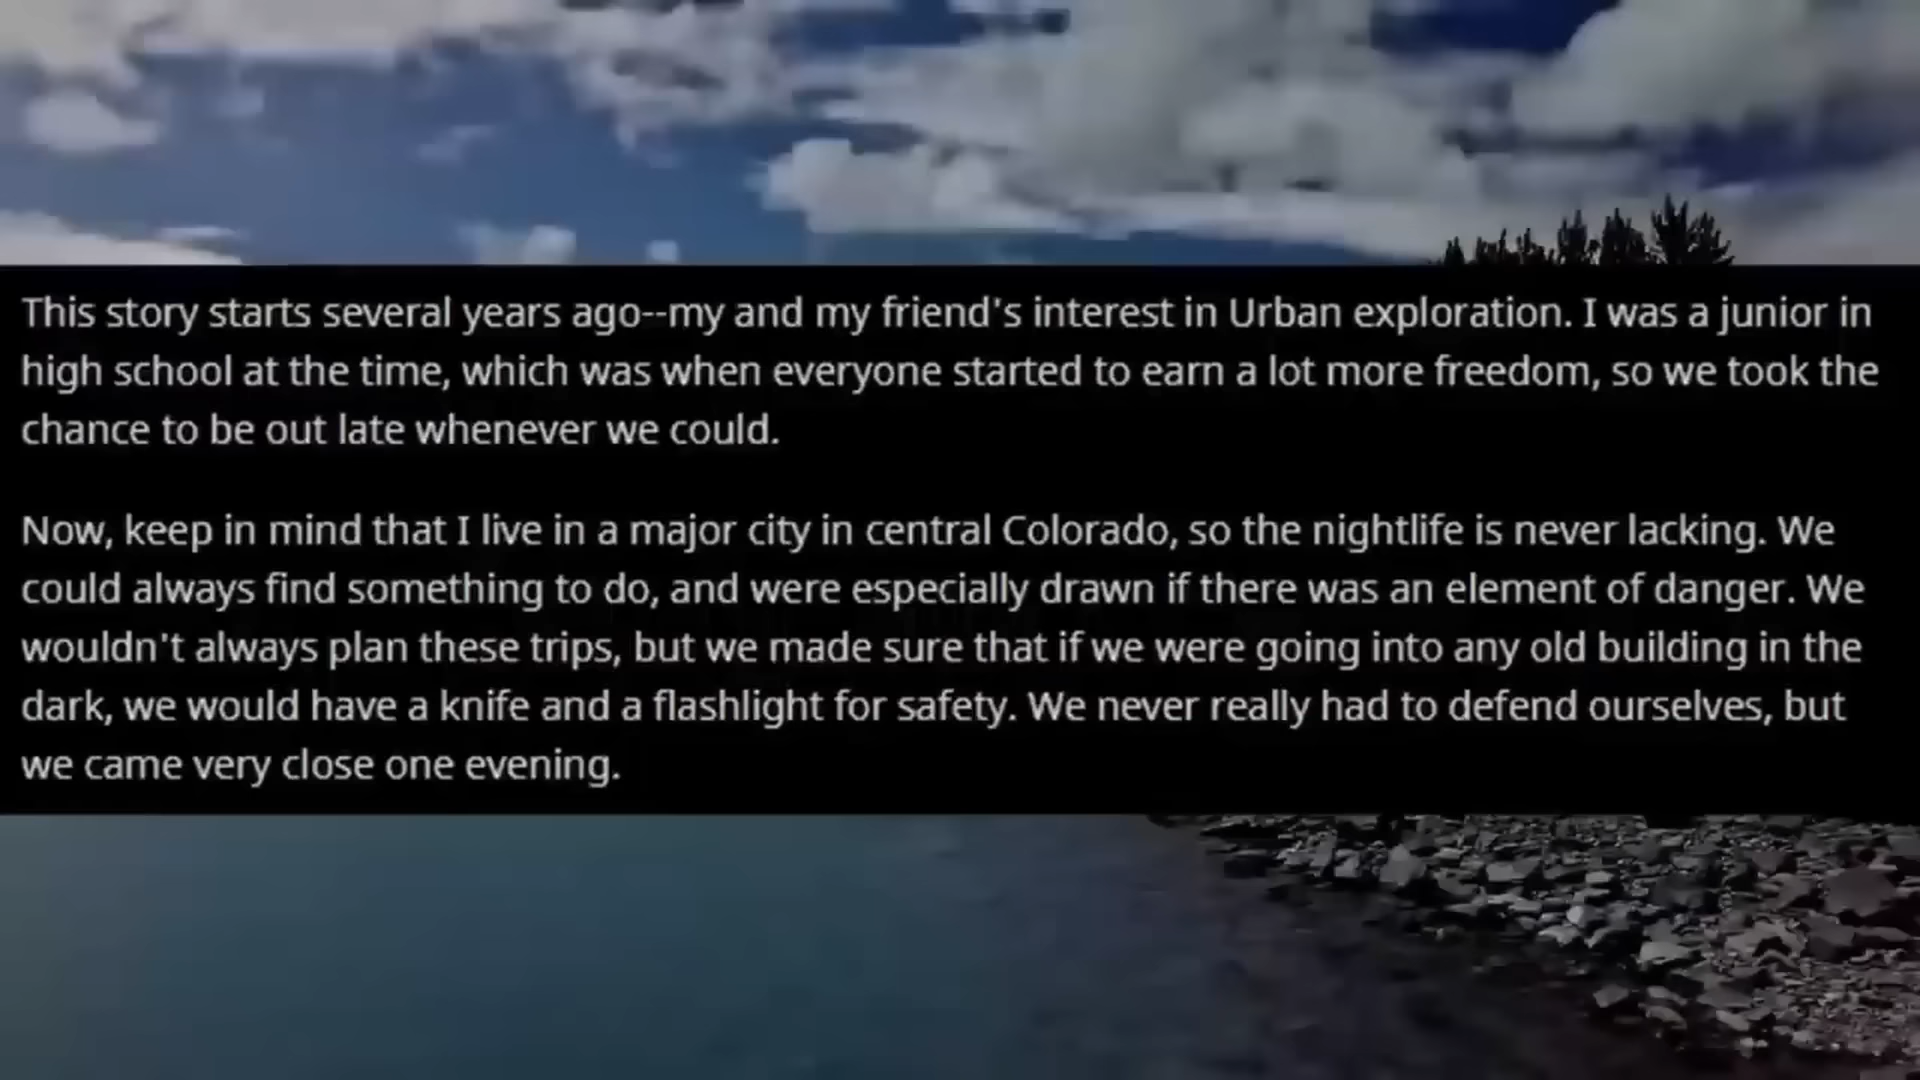 This story starts several years ago--my and my friend's interest in Urban exploration. I was a junior in
high school at the time, which was when everyone started to earn a lot more freedom, so we took the
chance to be out late whenever we could.
Now, keep in mind that I live in a major city in central Colorado, so the nightlife is never lacking. We
could always find something to do, and were especially drawn if there was an element of danger. We
wouldn't always plan these trips, but we made sure that if we were going into any old building in the
dark, we would have a knife and a flashlight for safety. We never really had to defend ourselves, but
we came very close one evening.